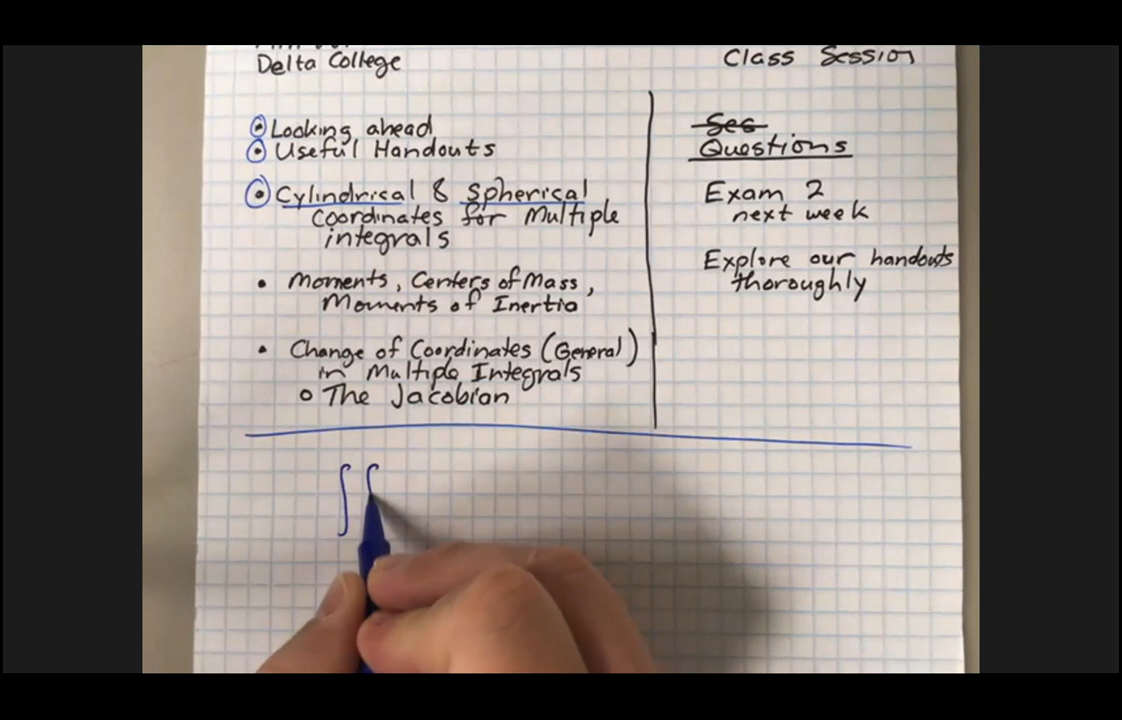 Delta College
Class Session
Looking ahead
Useful Handouts
Cylindrical & Spherical
Coordinates for Multiple
integrals
• Moments, Centers of Mass,
Moments of Inertia
• Change of Coordinates (General)
in Multiple Integrals
o The Jacobian
Questions
Exam 2
next week
Explore our handouts
thoroughly
∫∫